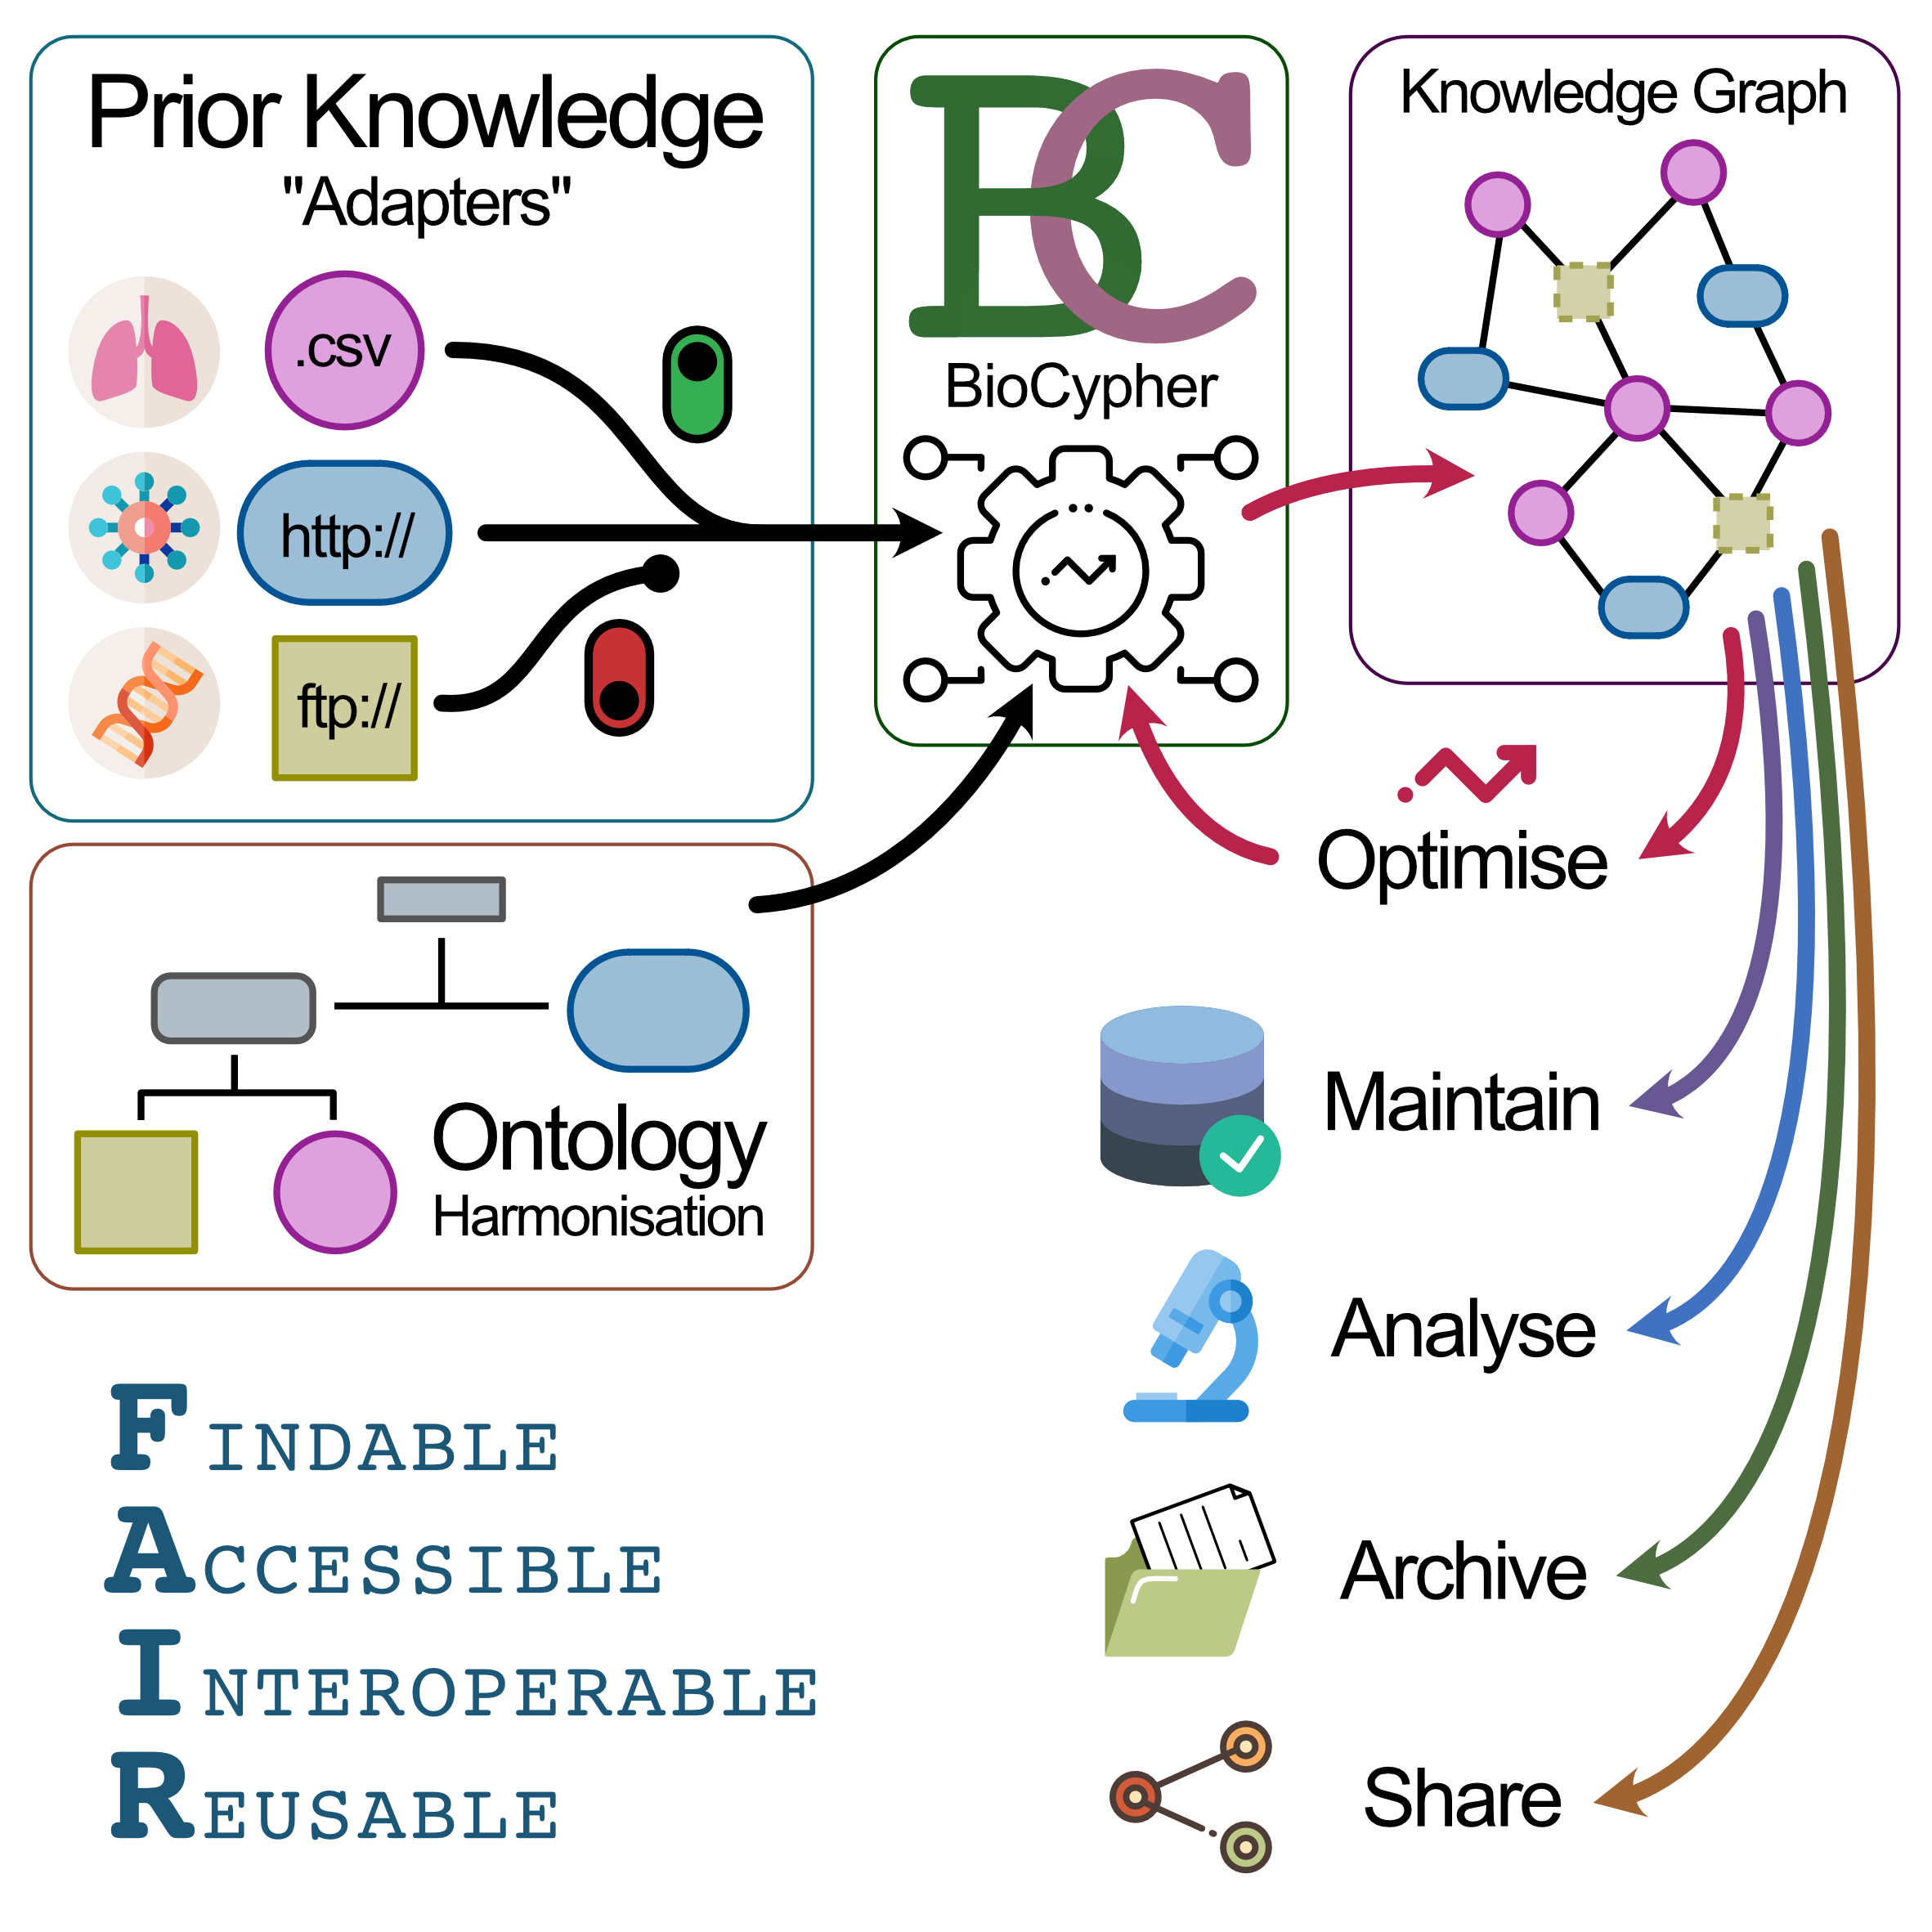 Prior Knowledge
"Adapters"
.csv
http://
ftp://
BC
BioCypher
Knowledge Graph
Optimise
Ontology
Harmonisation
Maintain
Analyse
Archive
Share
FINDABLE
ACCESSIBLE
INTEROPERABLE
REUSABLE